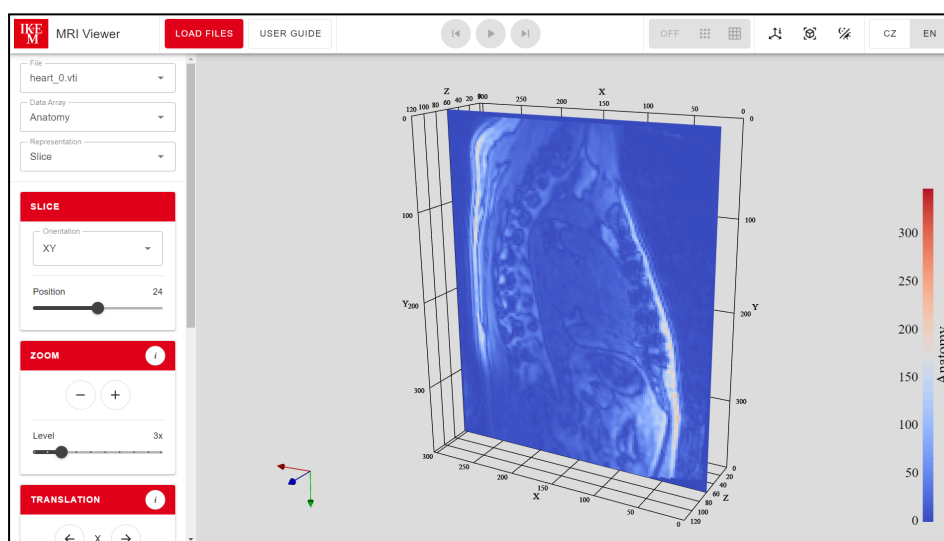 IKEM MRI Viewer LOAD FILES USER GUIDE OFF CZ EN
File
heart_0.vti
Data Array
Anatomy
Representation
Slice
SLICE
Orientation
XY
Position 24
ZOOM i
− +
Level 3x
TRANSLATION i
← X →
Z
120 100 80 60 40 20
X
300 250 200 150 100 50 0
0
100
Y 200
300
0
100
200 Y
300
0
20
40
60 Z
80
100
120
300 250 200 150 100 50 0
X
300
250
200
150
100
50
0
Anatomy